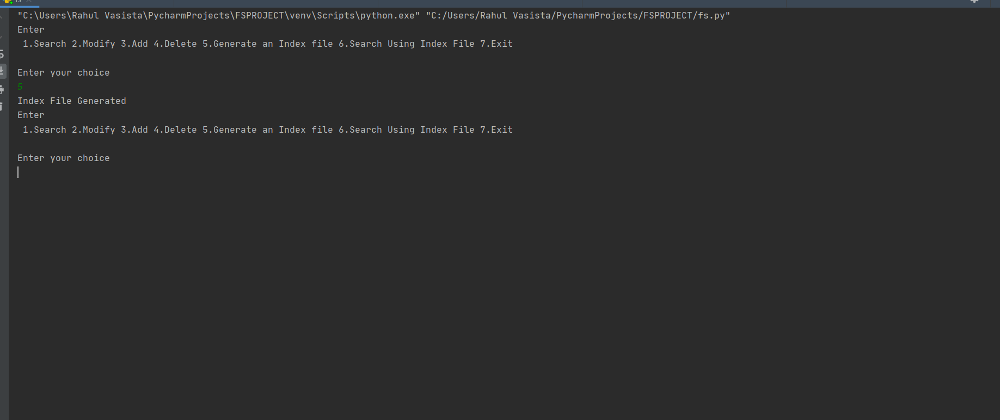 fs
"C:\Users\Rahul Vasista\PycharmProjects\FSPROJECT\venv\Scripts\python.exe" "C:/Users/Rahul Vasista/PycharmProjects/FSPROJECT/fs.py"
Enter
1.Search 2.Modify 3.Add 4.Delete 5.Generate an Index file 6.Search Using Index File 7.Exit
Enter your choice
5
Index File Generated
Enter
1.Search 2.Modify 3.Add 4.Delete 5.Generate an Index file 6.Search Using Index File 7.Exit
Enter your choice